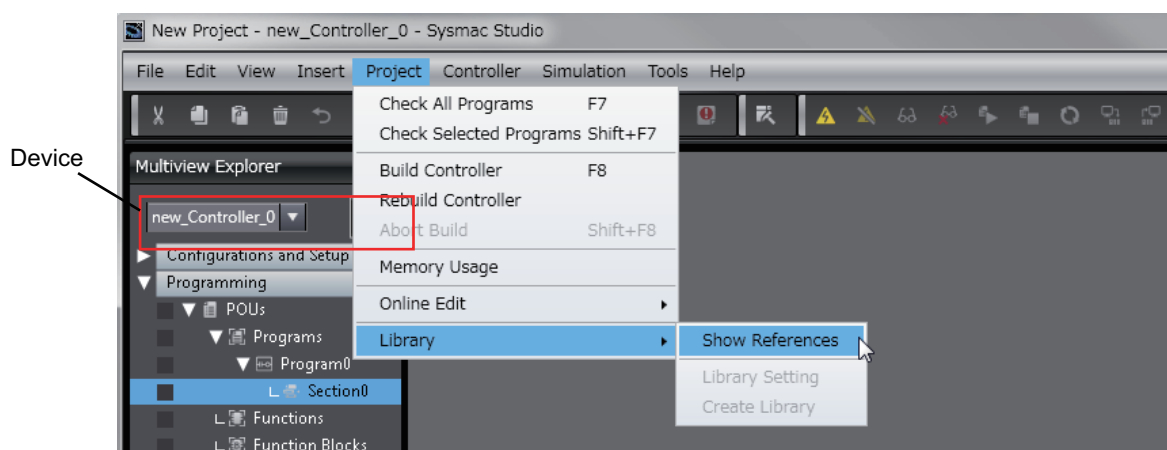 New Project - new_Controller_0 - Sysmac Studio
File Edit View Insert Project Controller Simulation Tools Help
Check All Programs F7
Check Selected Programs Shift+F7
Device
Multiview Explorer
Build Controller F8
new_Controller_0
Rebuild Controller
Abort Build Shift+F8
Configurations and Setup
Memory Usage
Programming
Online Edit
POUs
Programs
Library
Show References
Program0
Library Setting
Section0
Create Library
Functions
Function Blocks